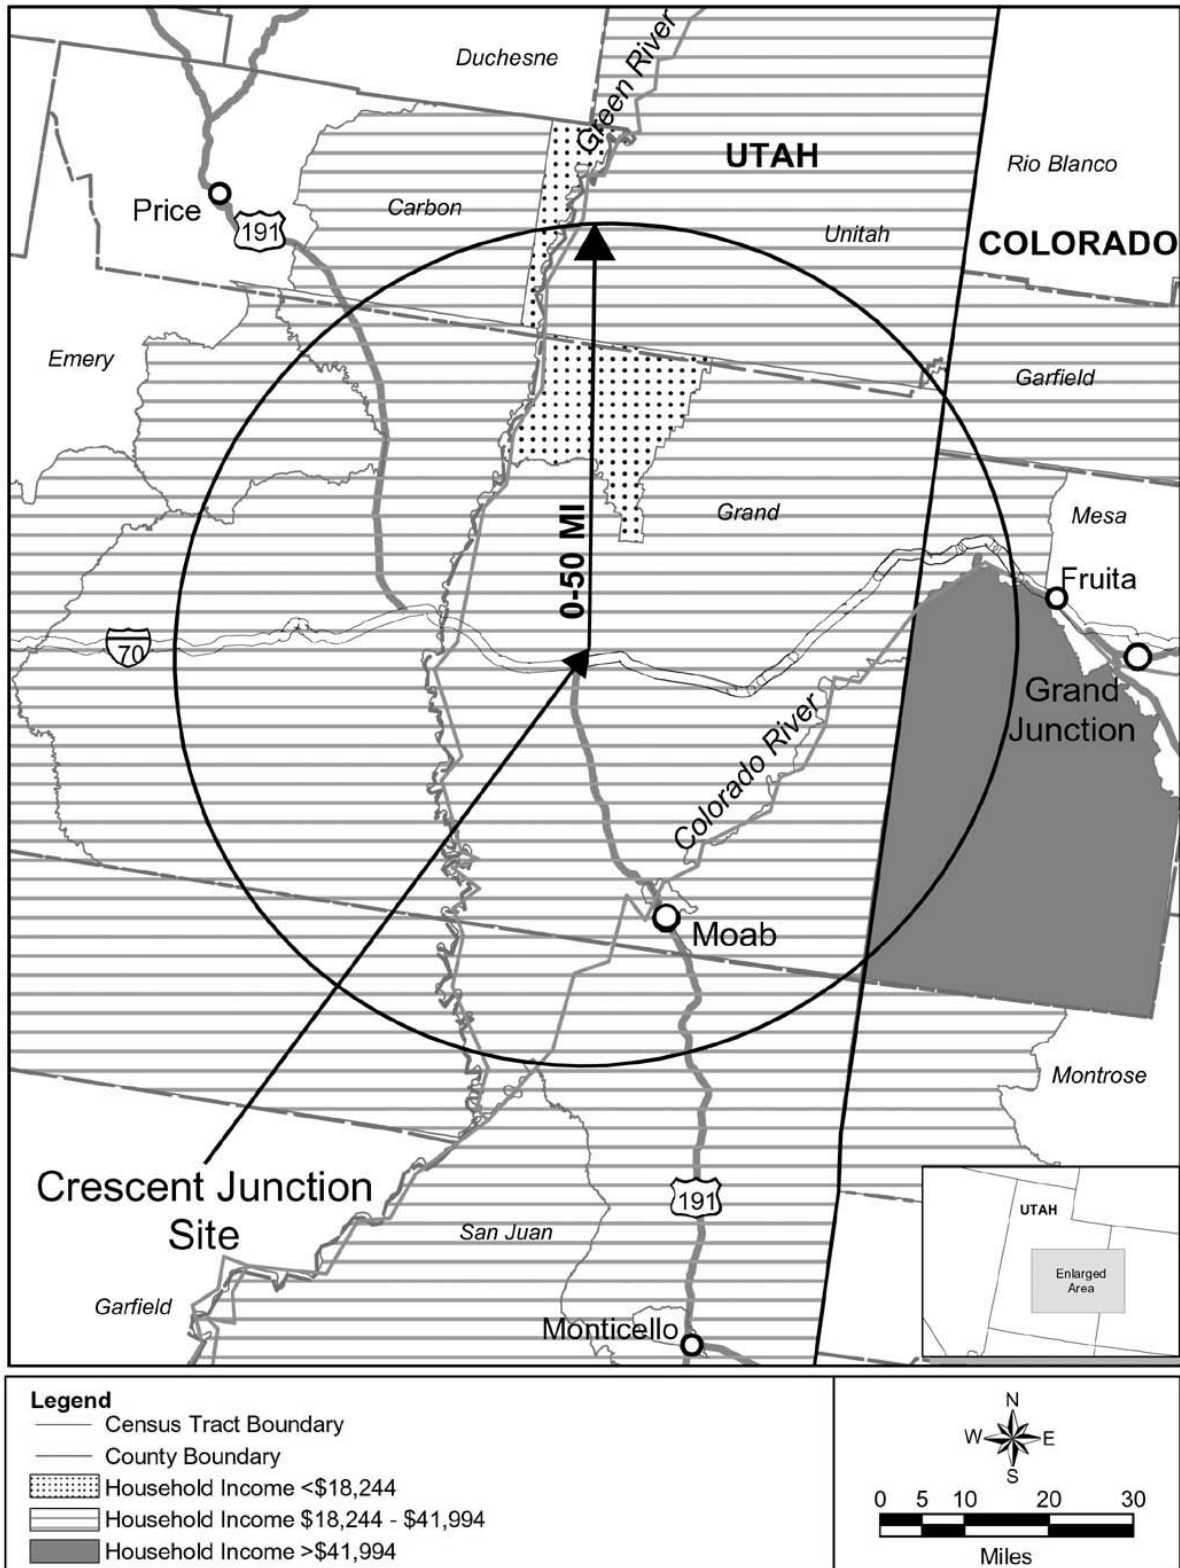 Duchesne
Green River
UTAH
Rio Blanco
Price
Carbon
191
Unitah
COLORADO
Emery
Garfield
0-50 MI
Grand
Mesa
Fruita
70
Grand
Junction
Colorado River
Moab
Montrose
Crescent Junction
Site
191
San Juan
UTAH
Enlarged
Area
Garfield
Monticello
Legend
Census Tract Boundary
County Boundary
Household Income <$18,244
Household Income $18,244 - $41,994
Household Income >$41,994
N
W E
S
0 5 10 20 30
Miles